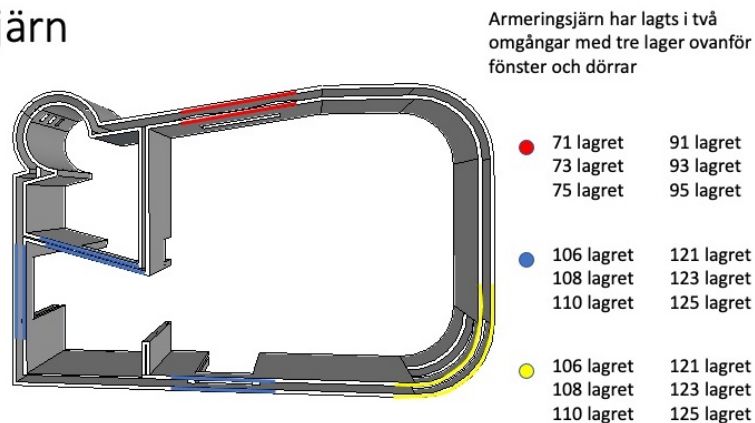 järn
Armeringsjärn har lagts i två
omgångar med tre lager ovanför
fönster och dörrar
71 lagret 91 lagret
73 lagret 93 lagret
75 lagret 95 lagret
106 lagret 121 lagret
108 lagret 123 lagret
110 lagret 125 lagret
106 lagret 121 lagret
108 lagret 123 lagret
110 lagret 125 lagret